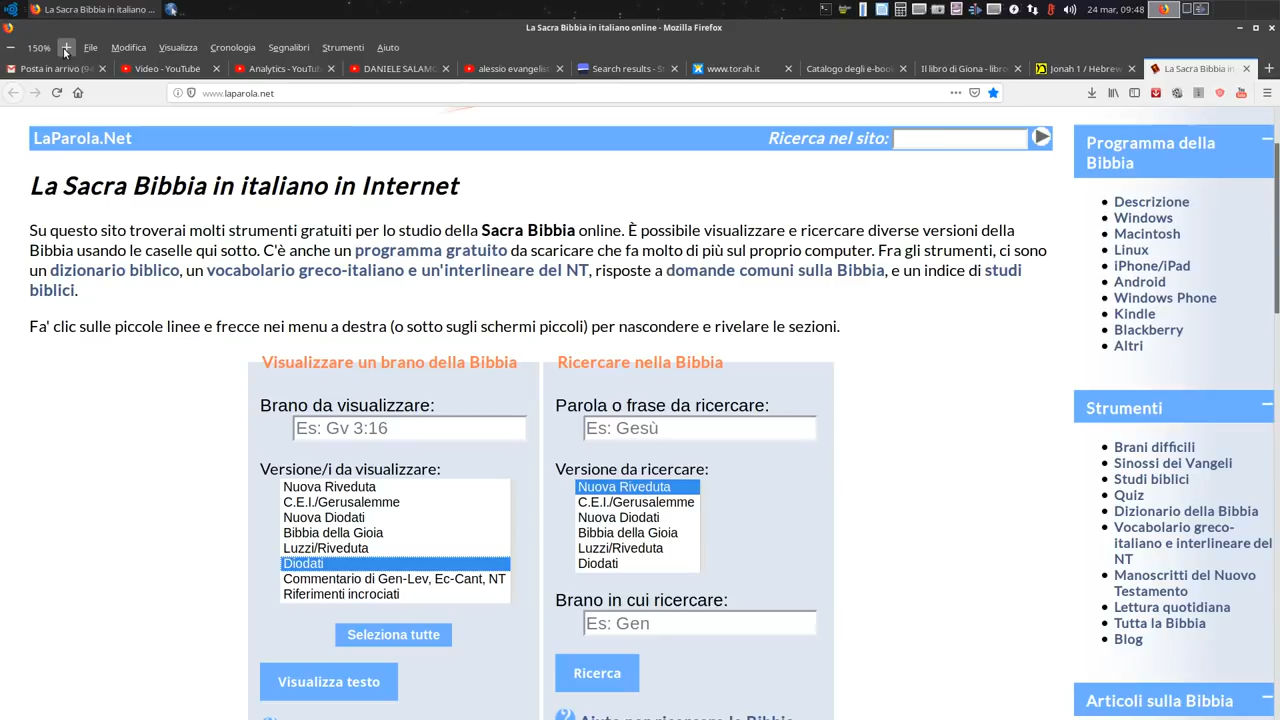 La Sacra Bibbia in italiano ...
24 mar, 09:48
La Sacra Bibbia in italiano online - Mozilla Firefox
150% File Modifica Visualizza Cronologia Segnalibri Strumenti Aiuto
Posta in arrivo (94 Video - YouTube Analytics - YouTu DANIELE SALAMO alessio evangelis Search results - S www.torah.it Catalogo degli e-boo Il libro di Giona - libro Jonah 1 / Hebrew La Sacra Bibbia in
www.laparola.net
LaParola.Net
Ricerca nel sito:
La Sacra Bibbia in italiano in Internet
Su questo sito troverai molti strumenti gratuiti per lo studio della Sacra Bibbia online. È possibile visualizzare e ricercare diverse versioni della
Bibbia usando le caselle qui sotto. C'è anche un programma gratuito da scaricare che fa molto di più sul proprio computer. Fra gli strumenti, ci sono
un dizionario biblico, un vocabolario greco-italiano e un'interlineare del NT, risposte a domande comuni sulla Bibbia, e un indice di studi
biblici.
Fa' clic sulle piccole linee e frecce nei menu a destra (o sotto sugli schermi piccoli) per nascondere e rivelare le sezioni.
Visualizzare un brano della Bibbia
Brano da visualizzare:
Es: Gv 3:16
Versione/i da visualizzare:
Nuova Riveduta
C.E.I./Gerusalemme
Nuova Diodati
Bibbia della Gioia
Luzzi/Riveduta
Diodati
Commentario di Gen-Lev, Ec-Cant, NT
Riferimenti incrociati
Seleziona tutte
Visualizza testo
Ricercare nella Bibbia
Parola o frase da ricercare:
Es: Gesù
Versione da ricercare:
Nuova Riveduta
C.E.I./Gerusalemme
Nuova Diodati
Bibbia della Gioia
Luzzi/Riveduta
Diodati
Brano in cui ricercare:
Es: Gen
Ricerca
Aiuto per ricercare la Bibbia
Programma della
Bibbia
Descrizione
Windows
Macintosh
Linux
iPhone/iPad
Android
Windows Phone
Kindle
Blackberry
Altri
Strumenti
Brani difficili
Sinossi dei Vangeli
Studi biblici
Quiz
Dizionario della Bibbia
Vocabolario greco-
italiano e interlineare del
NT
Manoscritti del Nuovo
Testamento
Lettura quotidiana
Tutta la Bibbia
Blog
Articoli sulla Bibbia